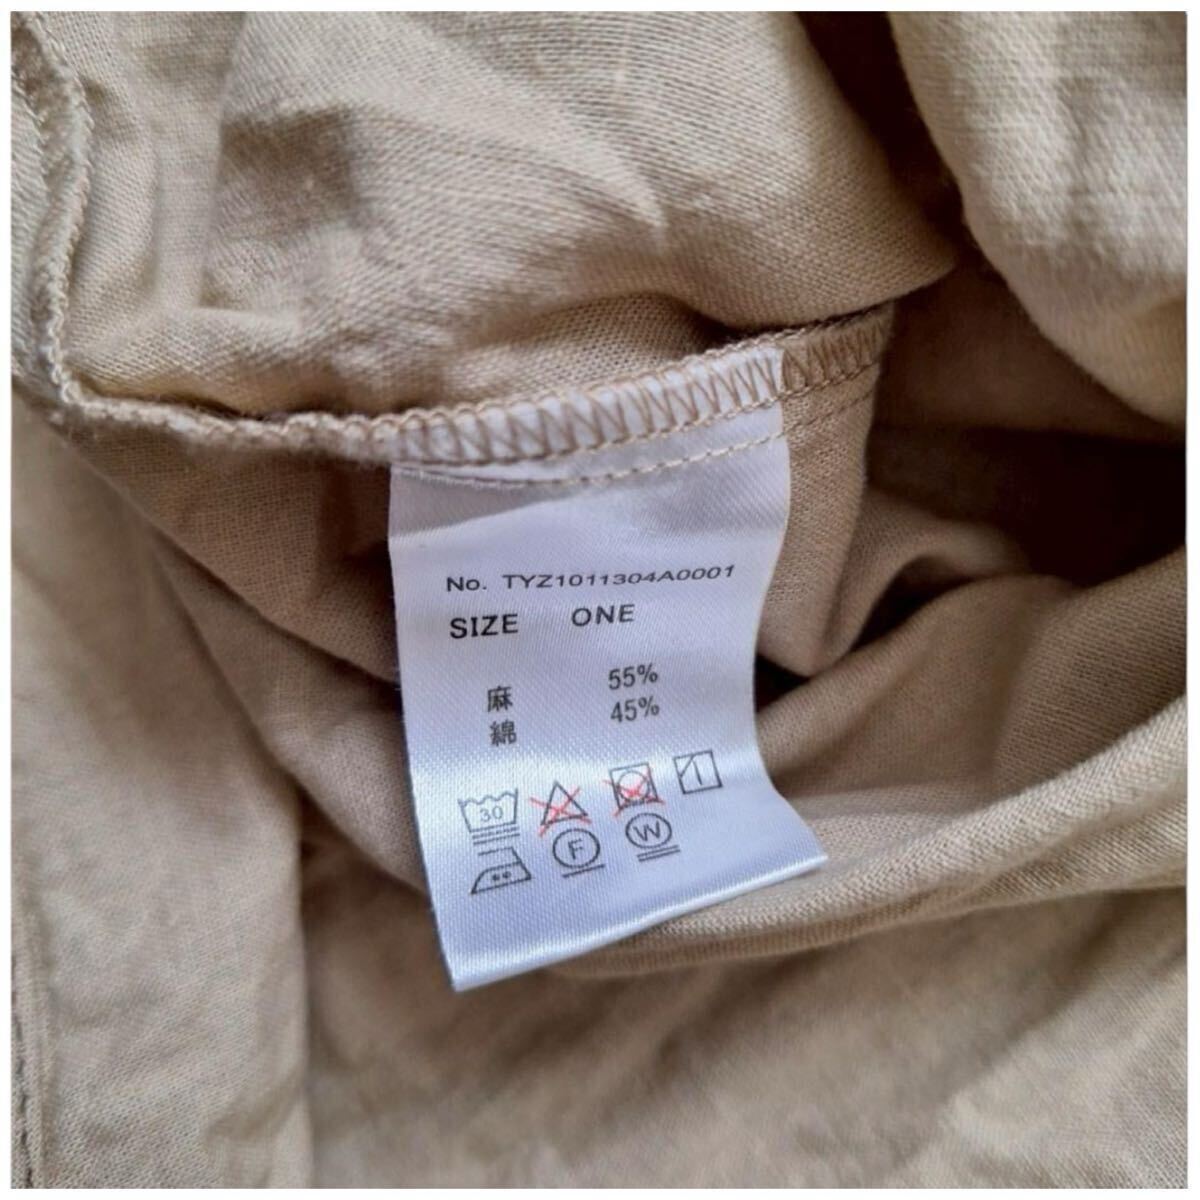 No. TYZ1011304A0001
SIZE ONE
麻 55%
綿 45%
30
F W